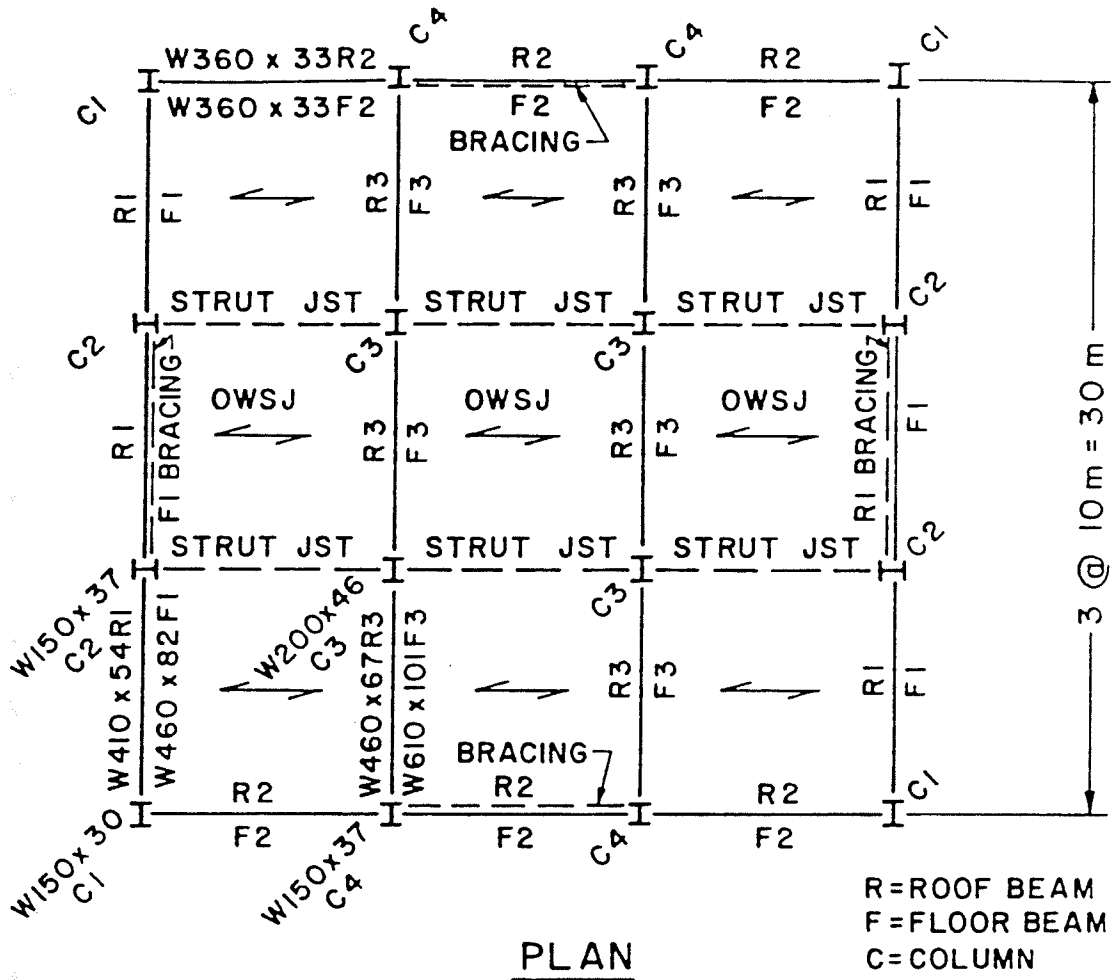 C4
C4
C1
W360 x 33R2
R2
R2
C1
W360 x 33F2
F2
F2
BRACING
R1
F1
R3
F3
R3
F3
R1
F1
STRUT JST
STRUT JST
STRUT JST
C2
C2
C3
C3
OWSJ
OWSJ
OWSJ
R1
F1 BRACING
R3
F3
R3
F3
R1 BRACING
F1
3 @ 10m = 30 m
STRUT JST
STRUT JST
STRUT JST
C2
W150x37
C2
W200x46
C3
C3
W410 x 54R1
W460 x 82F1
W460 x 67R3
W610 x 101F3
R3
F3
R1
F1
BRACING
R2
R2
R2
C1
F2
F2
F2
W150x30
C1
W150x37
C4
C4
R=ROOF BEAM
F=FLOOR BEAM
C=COLUMN
PLAN